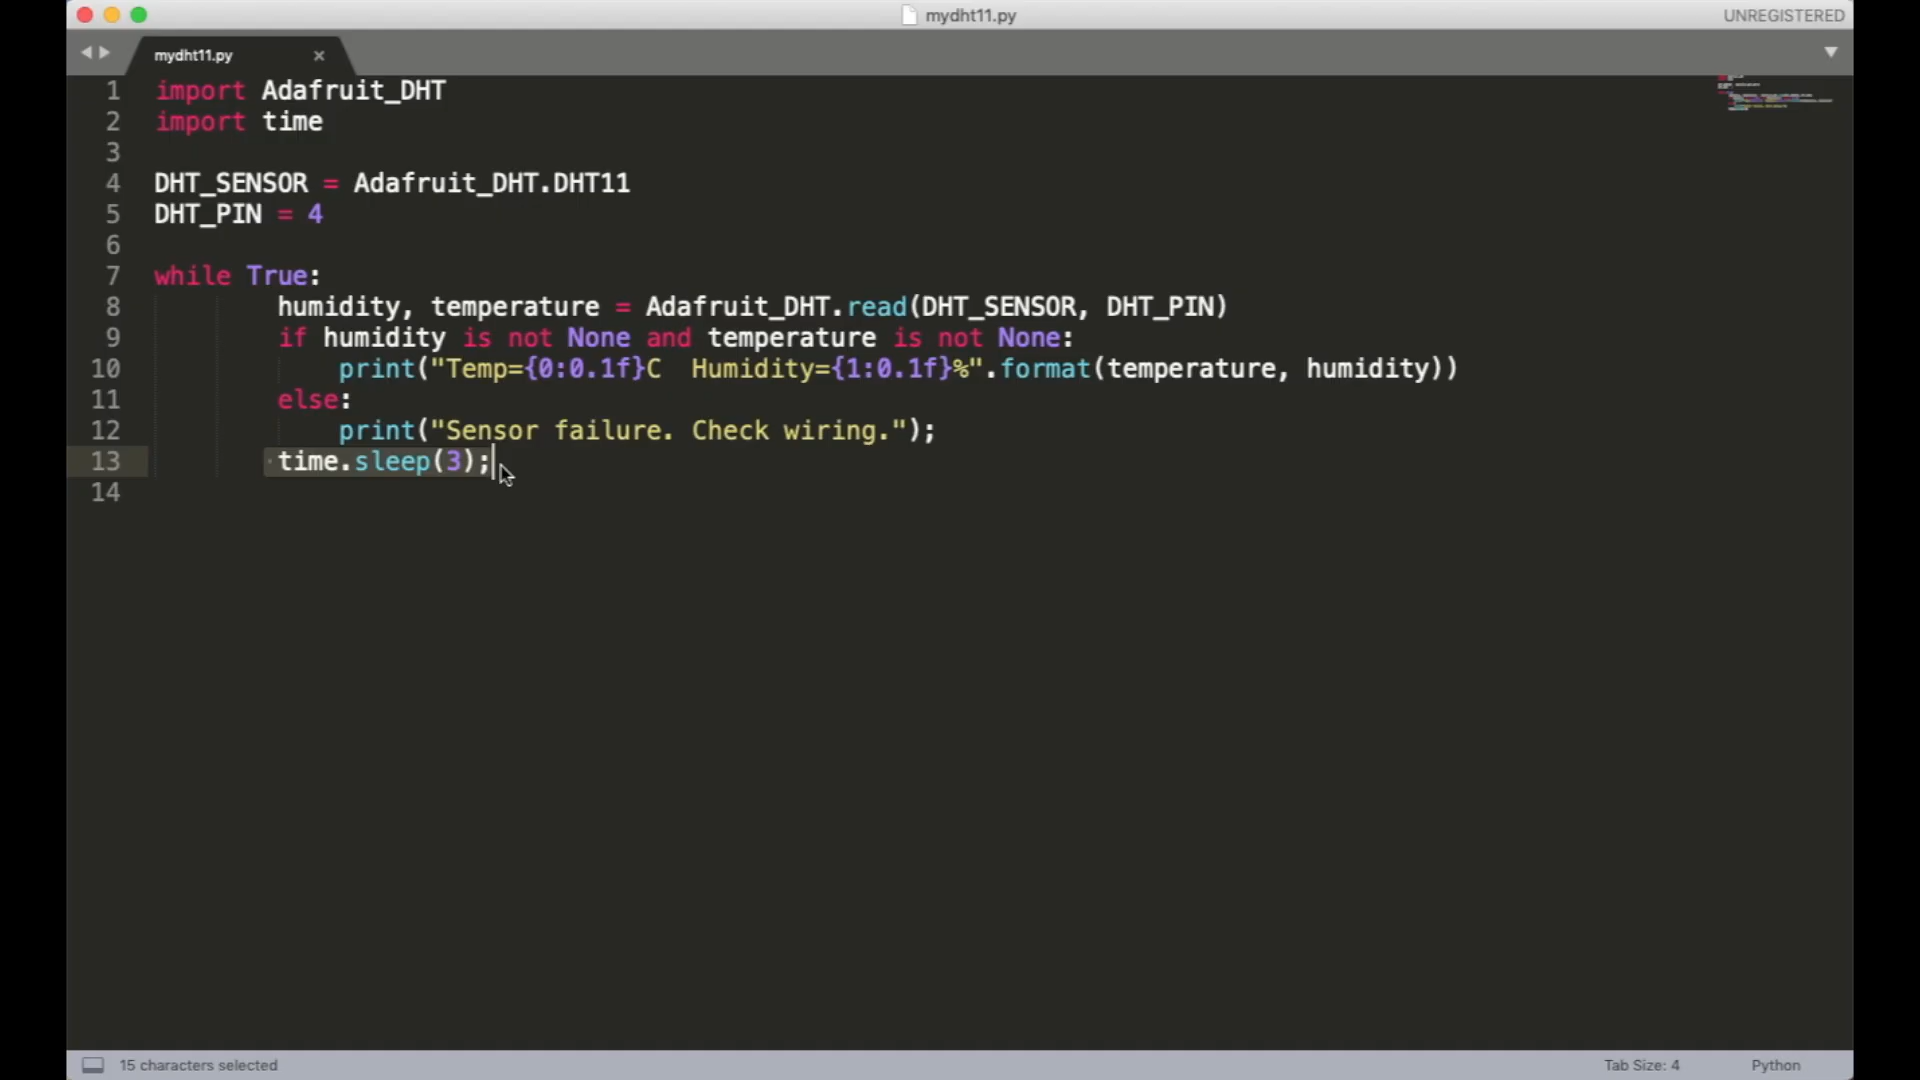 mydht11.py
UNREGISTERED
mydht11.py
1 import Adafruit_DHT
2 import time
3
4 DHT_SENSOR = Adafruit_DHT.DHT11
5 DHT_PIN = 4
6
7 while True:
8 humidity, temperature = Adafruit_DHT.read(DHT_SENSOR, DHT_PIN)
9 if humidity is not None and temperature is not None:
10 print("Temp={0:0.1f}C  Humidity={1:0.1f}%".format(temperature, humidity))
11 else:
12 print("Sensor failure. Check wiring.");
13 time.sleep(3);
14
15 characters selected
Tab Size: 4
Python